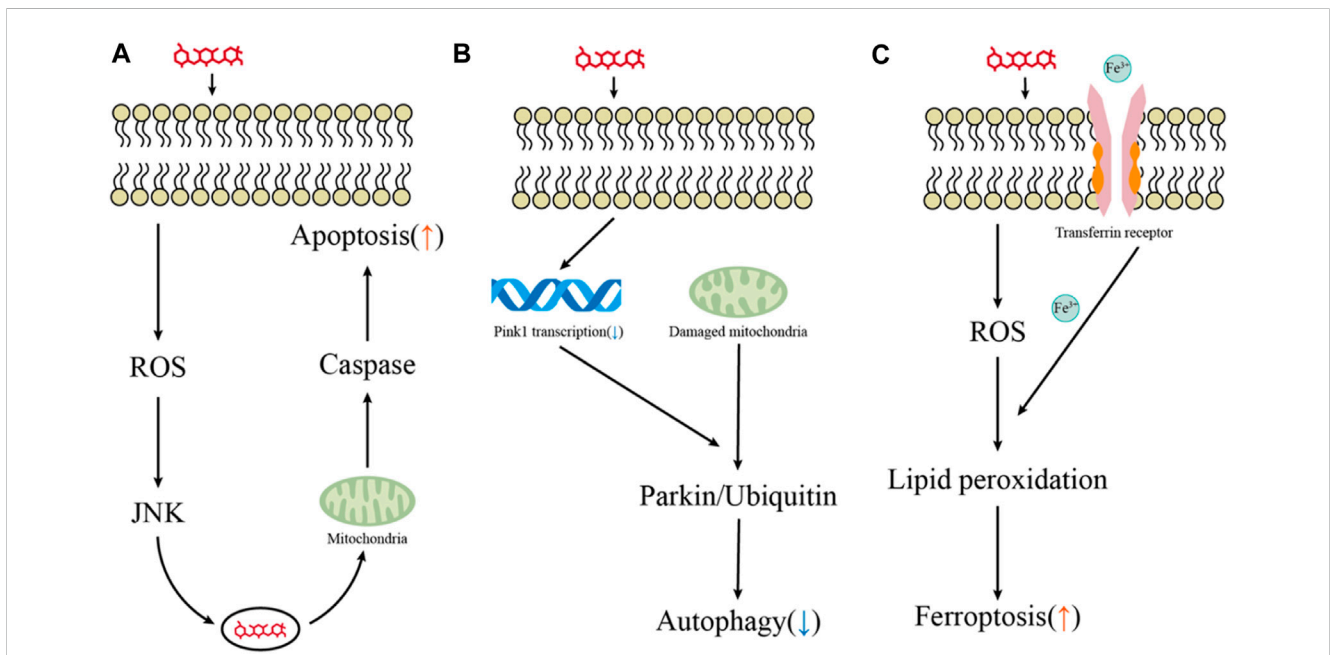 A
Apoptosis(↑)
ROS
Caspase
JNK
Mitochondria
B
Pink1 transcription(↓)
Damaged mitochondria
Parkin/Ubiquitin
Autophagy(↓)
C
Fe³⁺
Transferrin receptor
Fe³⁺
ROS
Lipid peroxidation
Ferroptosis(↑)